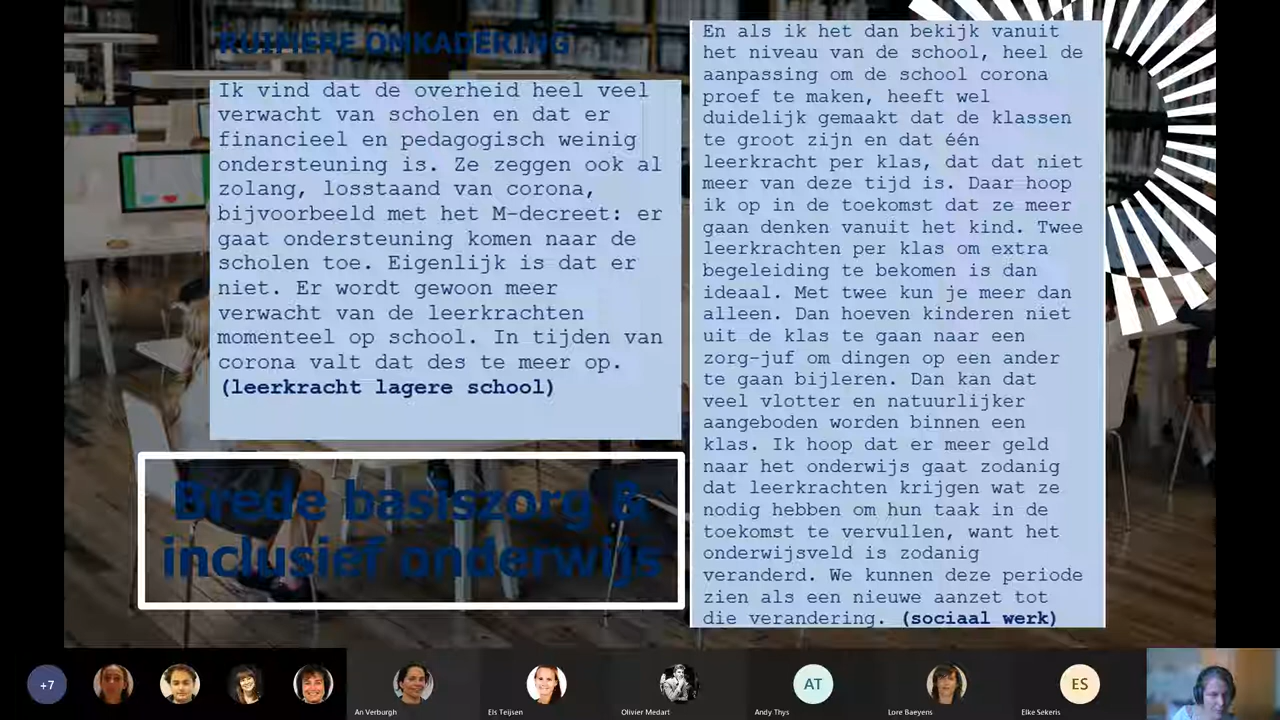 RUIMERE OMKADERING
Ik vind dat de overheid heel veel
verwacht van scholen en dat er
financieel en pedagogisch weinig
ondersteuning is. Ze zeggen ook al
zolang, losstaand van corona,
bijvoorbeeld met het M-decreet: er
gaat ondersteuning komen naar de
scholen toe. Eigenlijk is dat er
niet. Er wordt gewoon meer
verwacht van de leerkrachten
momenteel op school. In tijden van
corona valt dat des te meer op.
(leerkracht lagere school)
Brede basiszorg &
inclusief onderwijs
En als ik het dan bekijk vanuit
het niveau van de school, heel de
aanpassing om de school corona
proef te maken, heeft wel
duidelijk gemaakt dat de klassen
te groot zijn en dat één
leerkracht per klas, dat dat niet
meer van deze tijd is. Daar hoop
ik op in de toekomst dat ze meer
gaan denken vanuit het kind. Twee
leerkrachten per klas om extra
begeleiding te bekomen is dan
ideaal. Met twee kun je meer dan
alleen. Dan hoeven kinderen niet
uit de klas te gaan naar een
zorg-juf om dingen op een ander
te gaan bijleren. Dan kan dat
veel vlotter en natuurlijker
aangeboden worden binnen een
klas. Ik hoop dat er meer geld
naar het onderwijs gaat zodanig
dat leerkrachten krijgen wat ze
nodig hebben om hun taak in de
toekomst te vervullen, want het
onderwijsveld is zodanig
veranderd. We kunnen deze periode
zien als een nieuwe aanzet tot
die verandering. (sociaal werk)
+7
AT
ES
An Verburgh
Els Teijsen
Olivier Medart
Andy Thys
Lore Baeyens
Elke Sekeris